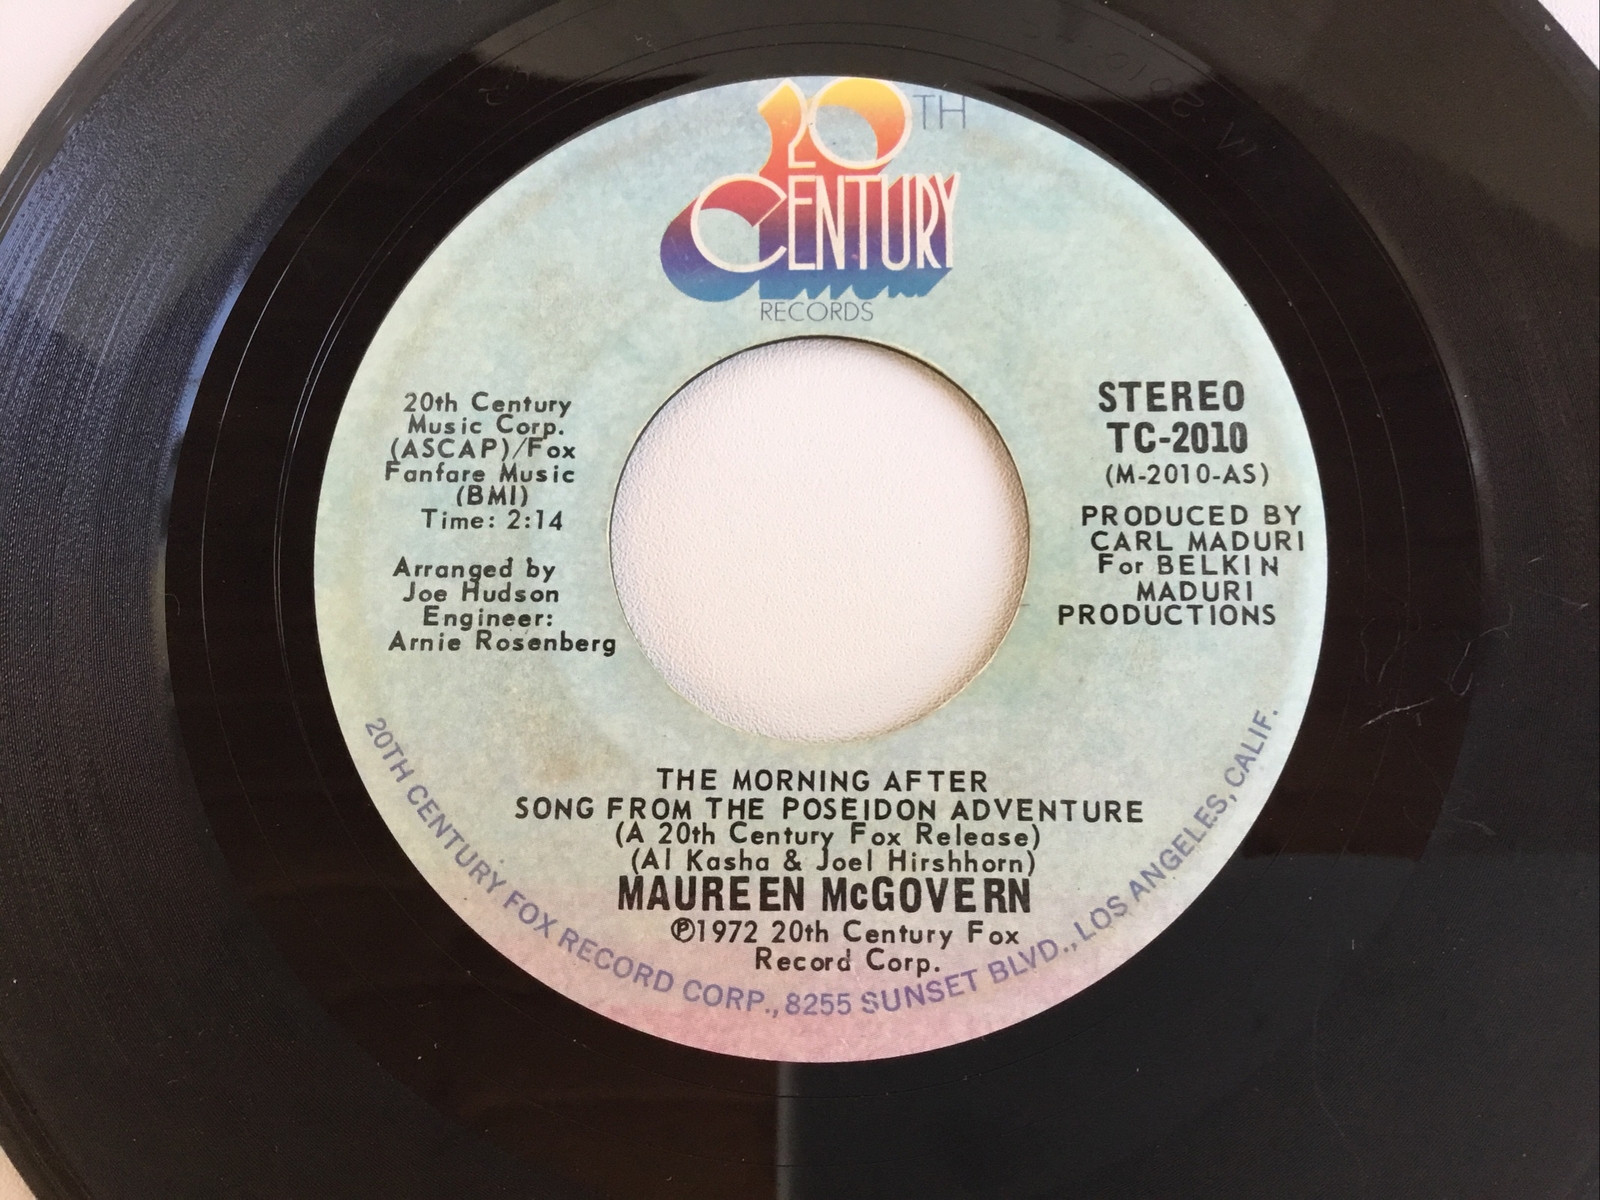 20TH
CENTURY
RECORDS
20th Century
Music Corp.
(ASCAP)/Fox
Fanfare Music
(BMI)
Time: 2:14
Arranged by
Joe Hudson
Engineer:
Arnie Rosenberg
STEREO
TC-2010
(M-2010-AS)
PRODUCED BY
CARL MADURI
For BELKIN
MADURI
PRODUCTIONS
THE MORNING AFTER
SONG FROM THE POSEIDON ADVENTURE
(A 20th Century Fox Release)
(Al Kasha & Joel Hirshhorn)
MAUREEN McGOVERN
℗1972 20th Century Fox
Record Corp.
20TH CENTURY FOX RECORD CORP., 8255 SUNSET BLVD., LOS ANGELES, CALIF.